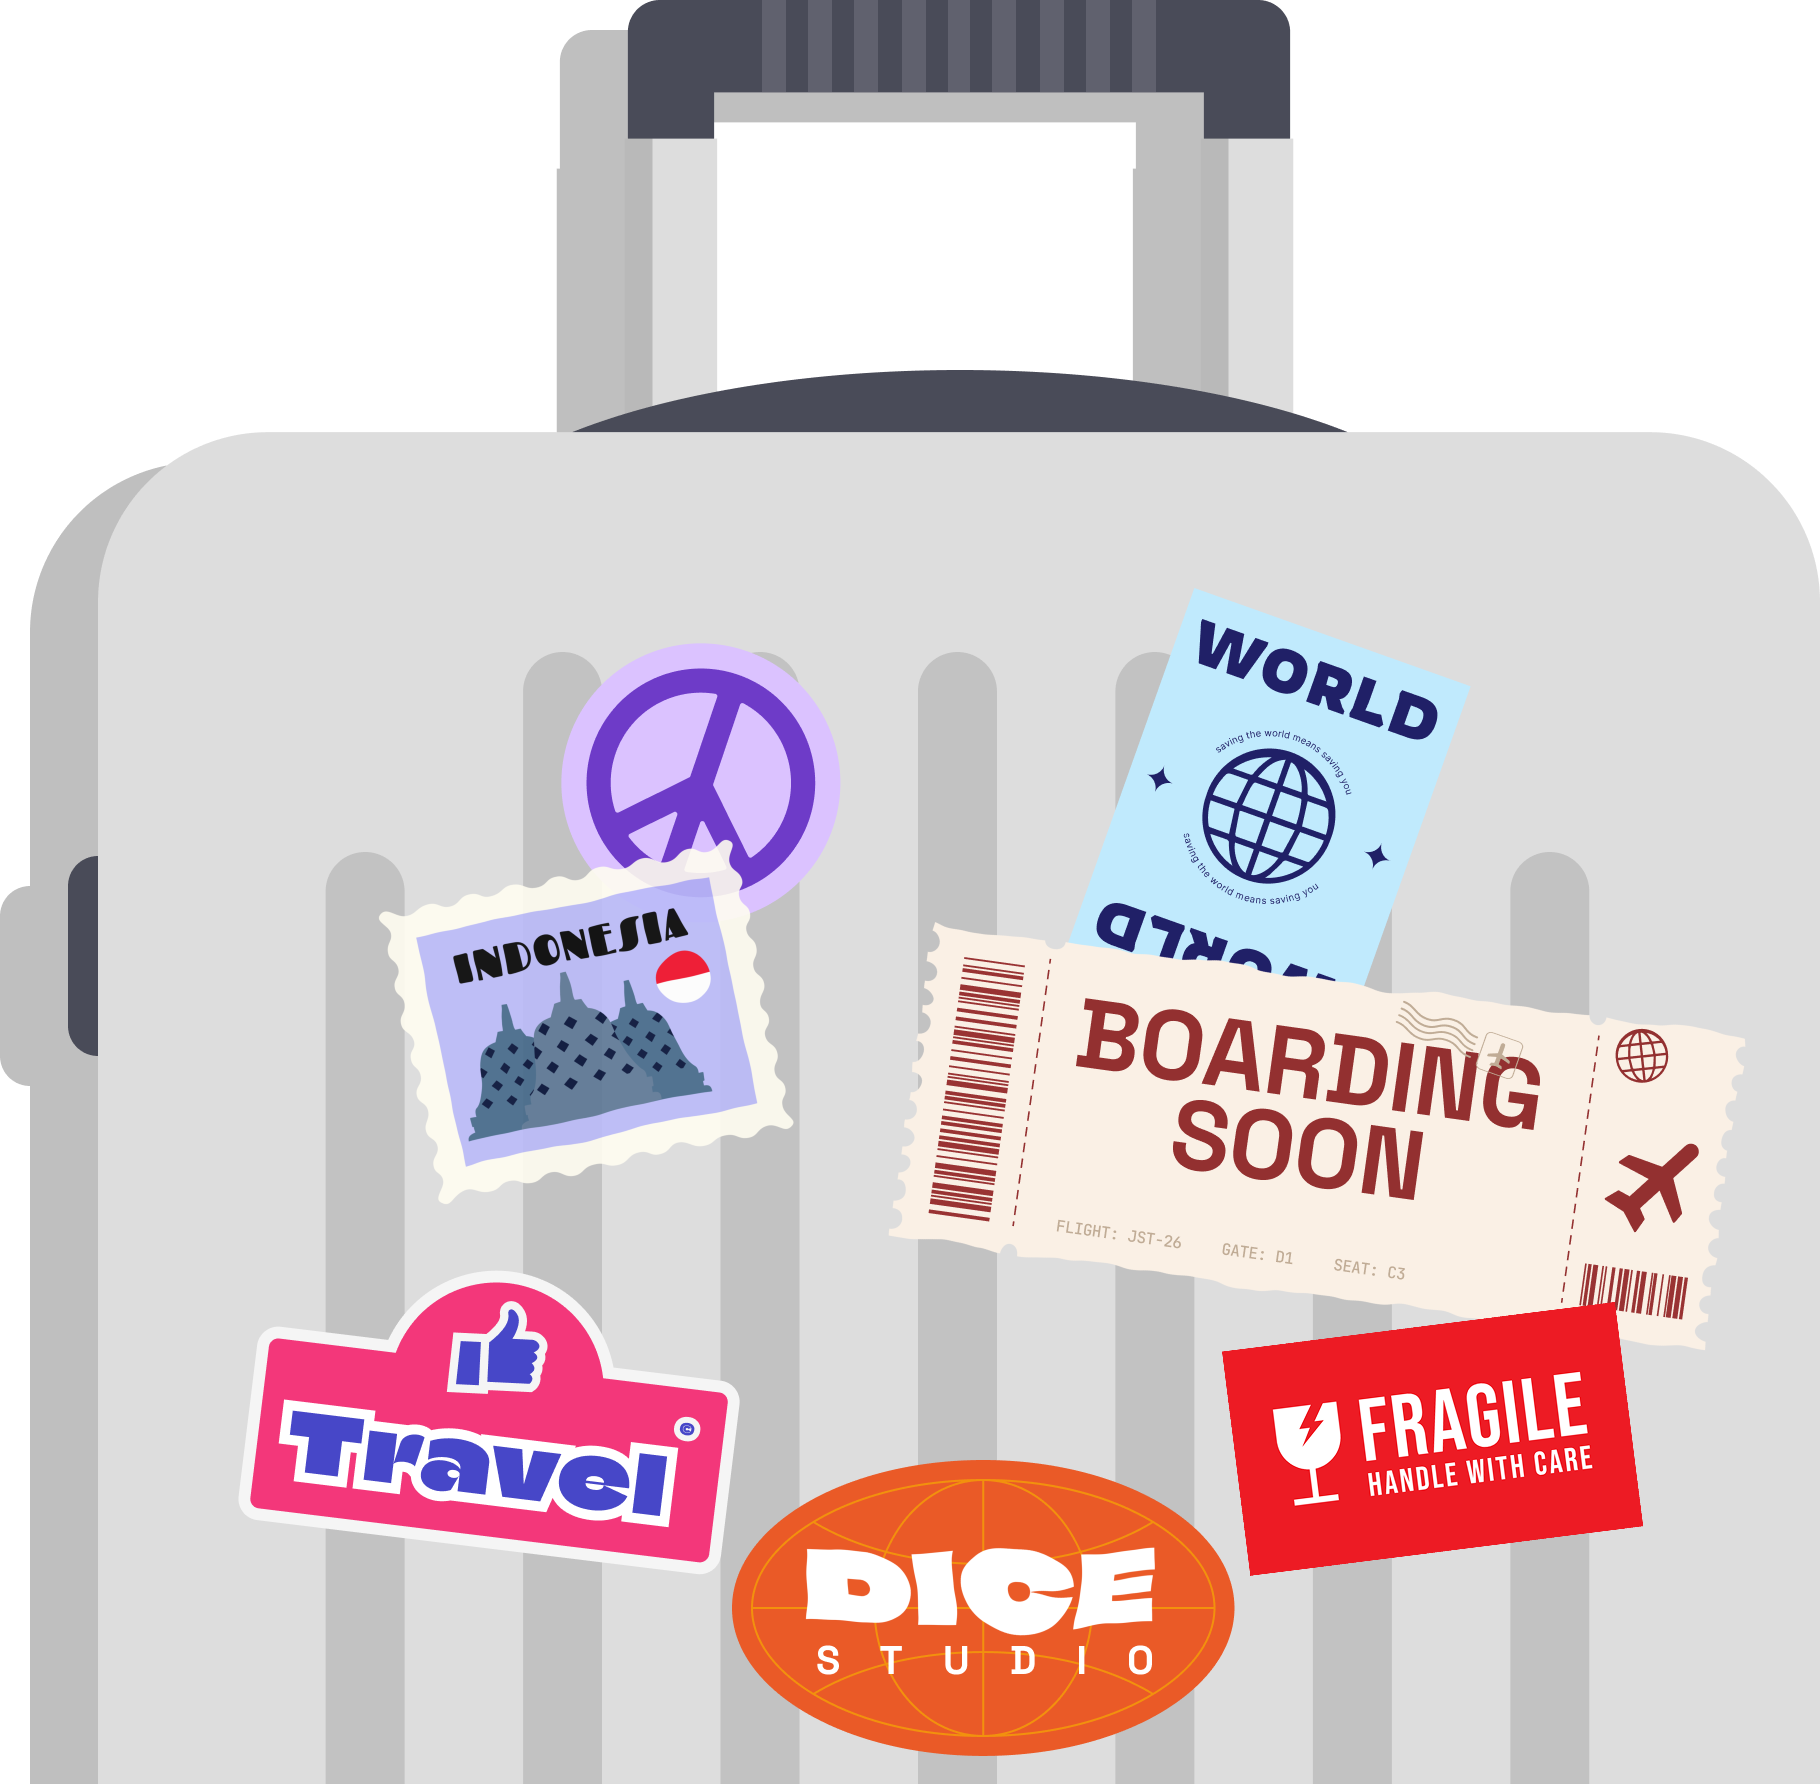 WORLD
saving the world means saving you
saving the world means saving you
WORLD
INDONESIA
BOARDING
SOON
FLIGHT: JST-26 GATE: D1 SEAT: C3
Travel
FRAGILE
HANDLE WITH CARE
DICE
STUDIO